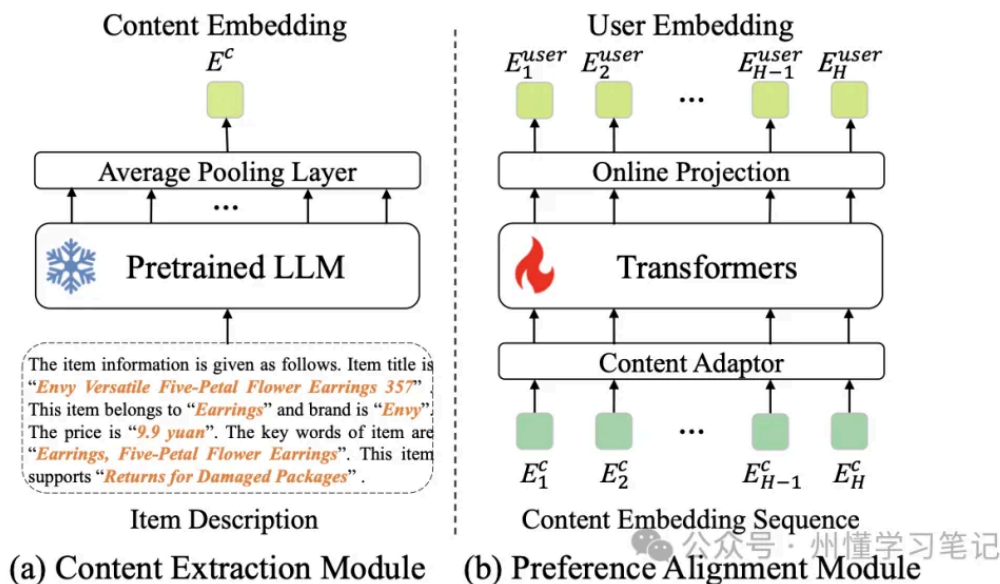 Content Embedding
E^c
Average Pooling Layer
...
Pretrained LLM
The item information is given as follows. Item title is
“Envy Versatile Five-Petal Flower Earrings 357”
This item belongs to “Earrings” and brand is “Envy”.
The price is “9.9 yuan”. The key words of item are
“Earrings, Five-Petal Flower Earrings”. This item
supports “Returns for Damaged Packages” .
Item Description
(a) Content Extraction Module
User Embedding
E_1^{user} E_2^{user} E_{H-1}^{user} E_H^{user}
...
Online Projection
Transformers
Content Adaptor
...
E_1^c E_2^c E_{H-1}^c E_H^c
Content Embedding Sequence
(b) Preference Alignment Module
公众号 · 州懂学习笔记